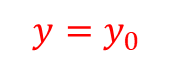 y = y₀